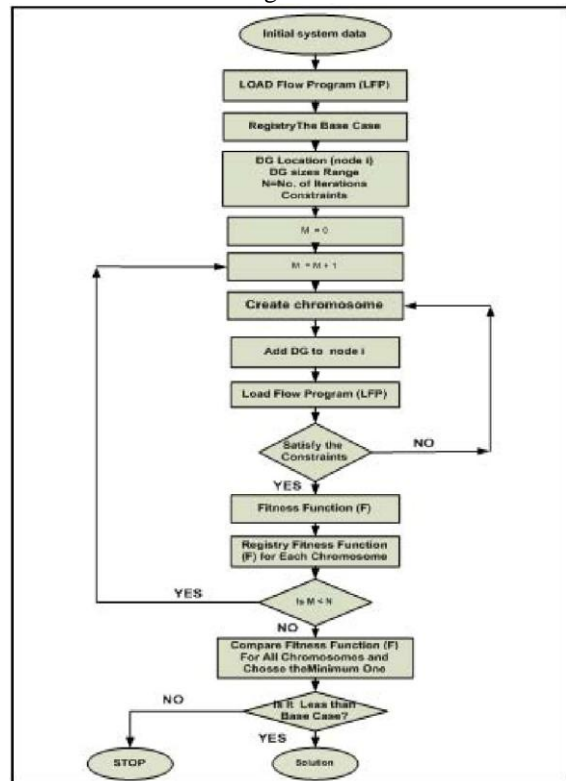 Initial system data
LOAD Flow Program (LFP)
RegistryThe Base Case
DG Location (node i)
DG sizes Range
N=No. of Iterstions
Constraints
M = 0
M = M + 1
Create chromosome
Add DG to node i
Load Flow Program (LFP)
Satisfy the
Constraints
NO
YES
Fitness Function (F)
Registry Fitness Function
(F) for Each Chromosome
YES
Is M < N
NO
Compare Fitness Function (F)
For All Chromosomes and
Chose theMinimum One
NO
Is it Less than
Base Case?
YES
STOP
Solution